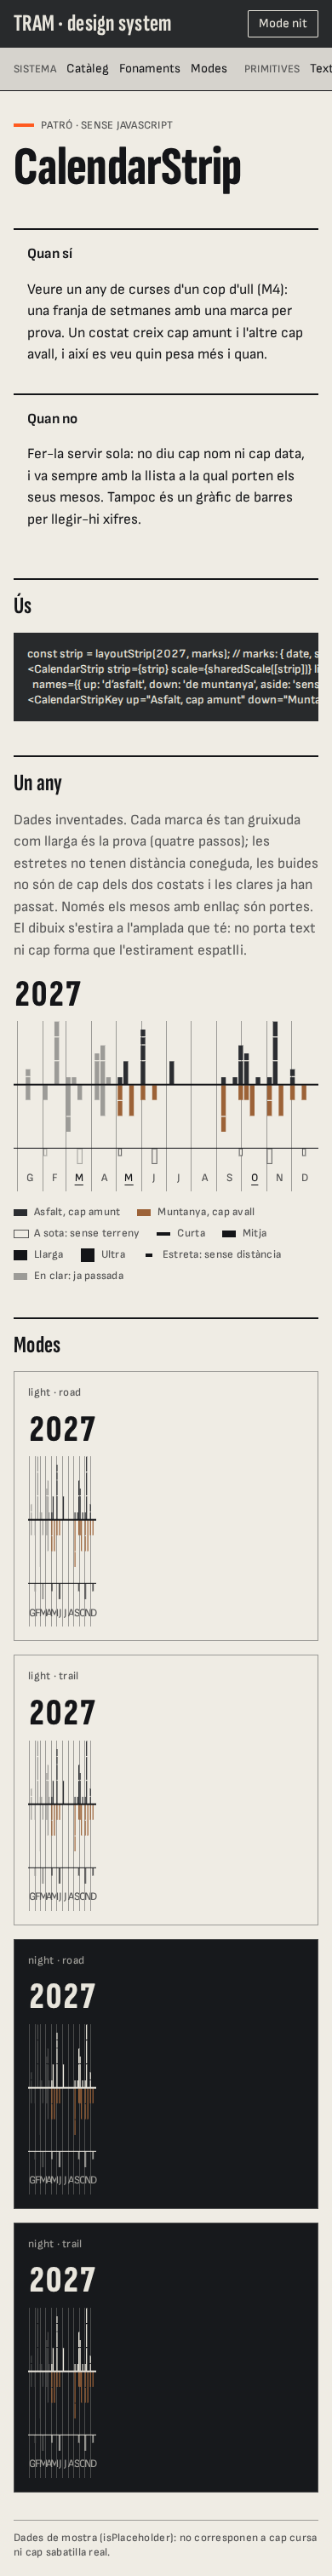 TRAM · design system
Mode nit
SISTEMA Catàleg Fonaments Modes PRIMITIVES Text
PATRÓ · SENSE JAVASCRIPT
CalendarStrip
Quan sí
Veure un any de curses d'un cop d'ull (M4):
una franja de setmanes amb una marca per
prova. Un costat creix cap amunt i l'altre cap
avall, i així es veu quin pesa més i quan.
Quan no
Fer-la servir sola: no diu cap nom ni cap data,
i va sempre amb la llista a la qual porten els
seus mesos. Tampoc és un gràfic de barres
per llegir-hi xifres.
Ús
const strip = layoutStrip(2027, marks); // marks: { date, s
<CalendarStrip strip={strip} scale={sharedScale([strip])} li
names={{ up: 'd'asfalt', down: 'de muntanya', aside: 'sens
<CalendarStripKey up="Asfalt, cap amunt" down="Munta
Un any
Dades inventades. Cada marca és tan gruixuda
com llarga és la prova (quatre passos); les
estretes no tenen distància coneguda, les buides
no són de cap dels dos costats i les clares ja han
passat. Només els mesos amb enllaç són portes.
El dibuix s'estira a l'amplada que té: no porta text
ni cap forma que l'estirament espatlli.
2027
G F M A M J J A S O N D
Asfalt, cap amunt Muntanya, cap avall
A sota: sense terreny Curta Mitja
Llarga Ultra Estreta: sense distància
En clar: ja passada
Modes
light · road
2027
GFMAMJJASOND
light · trail
2027
GFMAMJJASOND
night · road
2027
GFMAMJJASOND
night · trail
2027
GFMAMJJASOND
Dades de mostra (isPlaceholder): no corresponen a cap cursa
ni cap sabatilla real.